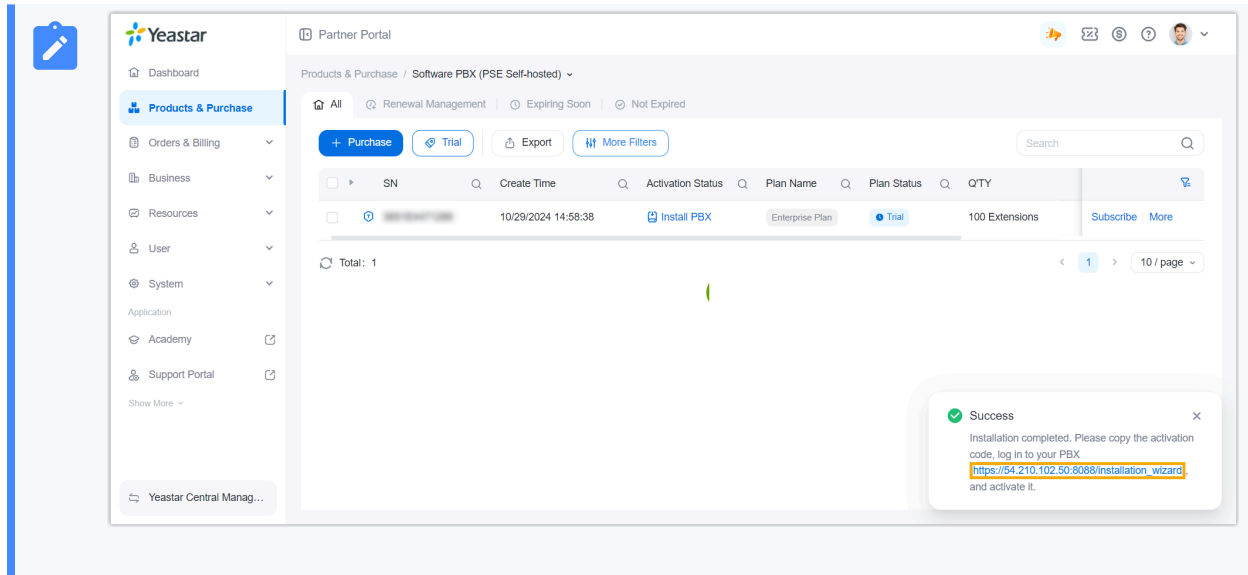 Yeastar
Partner Portal
Dashboard
Products & Purchase
Orders & Billing
Business
Resources
User
System
Application
Academy
Support Portal
Show More
Yeastar Central Manag...
Products & Purchase / Software PBX (PSE Self-hosted)
All Renewal Management Expiring Soon Not Expired
+ Purchase Trial Export More Filters Search
SN Create Time Activation Status Plan Name Plan Status Q'TY
10/29/2024 14:58:38 Install PBX Enterprise Plan Trial 100 Extensions Subscribe More
Total: 1 < 1 > 10 / page
Success
Installation completed. Please copy the activation
code, log in to your PBX
https://54.210.102.50:8088/installation_wizard ,
and activate it.